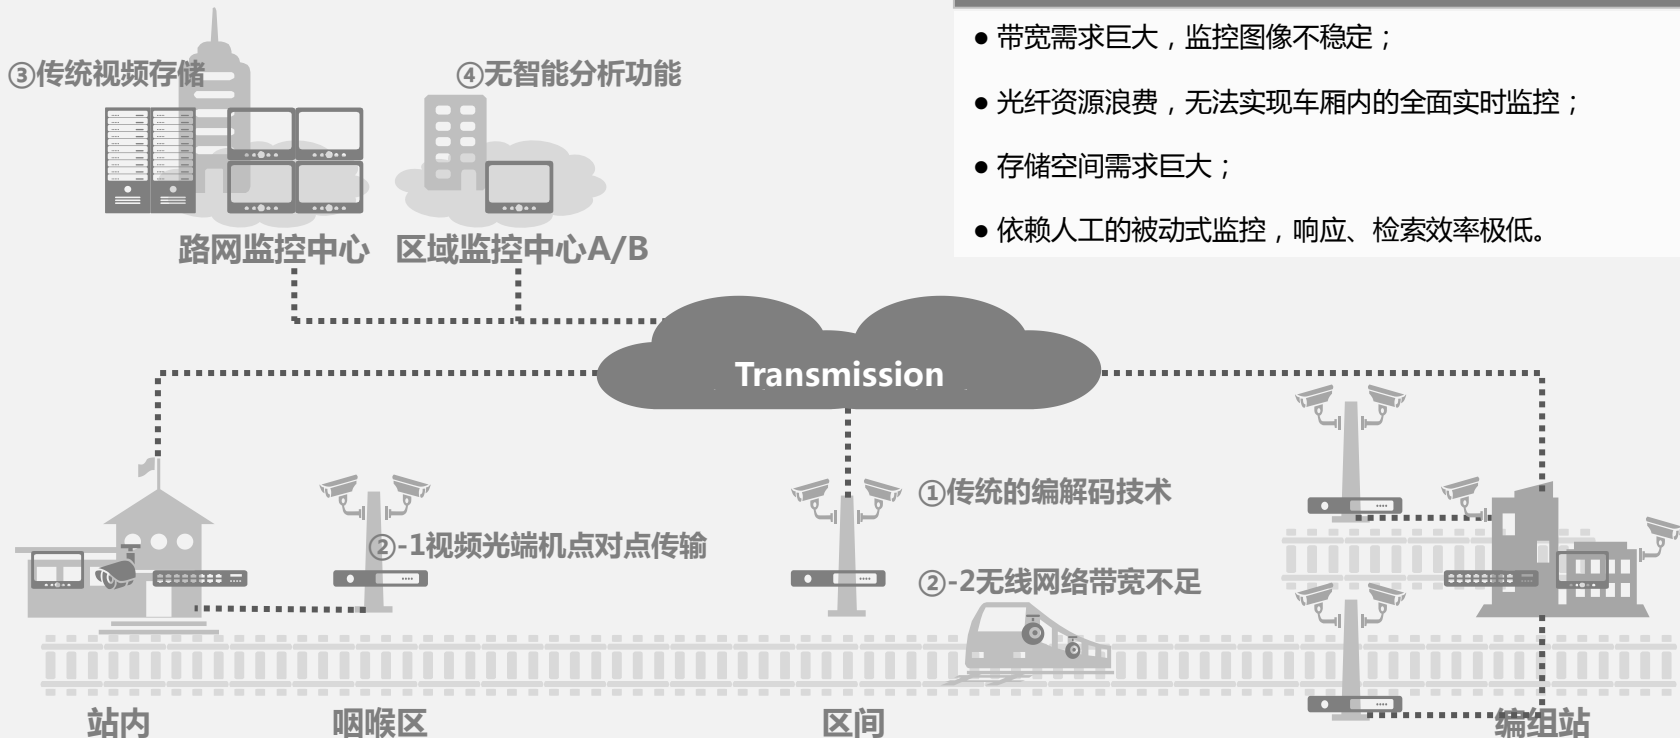 ③传统视频存储
④无智能分析功能
路网监控中心
区域监控中心A/B
● 带宽需求巨大，监控图像不稳定；
● 光纤资源浪费，无法实现车厢内的全面实时监控；
● 存储空间需求巨大；
● 依赖人工的被动式监控，响应、检索效率极低。
Transmission
①传统的编解码技术
②-1视频光端机点对点传输
②-2无线网络带宽不足
站内
咽喉区
区间
编组站